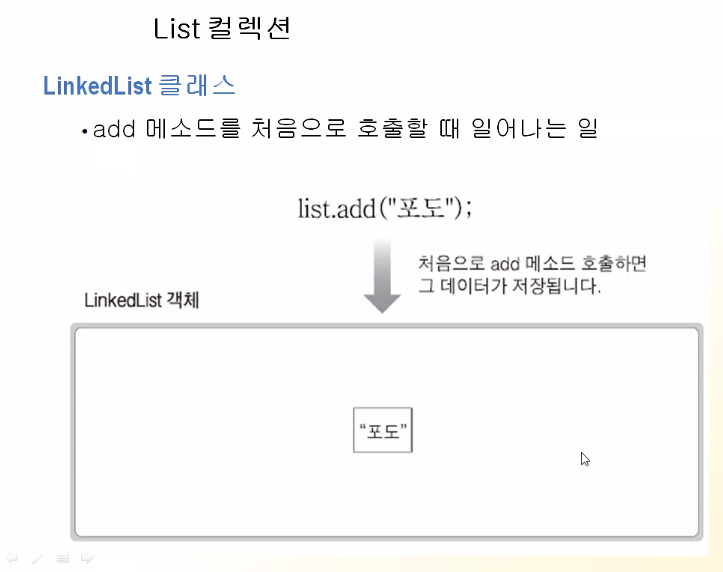 List 컬렉션
LinkedList 클래스
• add 메소드를 처음으로 호출할 때 일어나는 일
list.add("포도");
처음으로 add 메소드 호출하면
그 데이터가 저장됩니다.
LinkedList 객체
“포도”